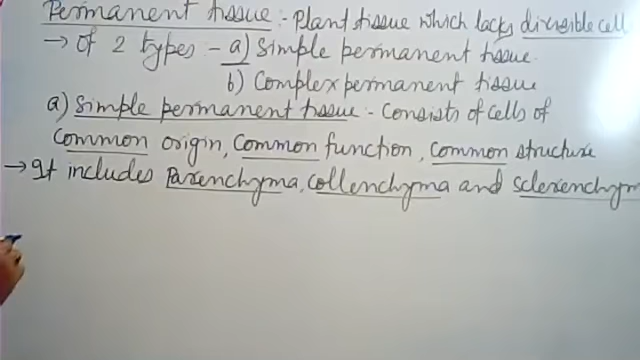 Permanent tissue :- Plant tissue which lacks divisible cell
→ Of 2 types - a) Simple permanent tissue.
b) Complex permanent tissue
a) Simple permanent tissue - Consists of cells of
Common origin, Common function, Common structure
→ It includes Parenchyma, collenchyma and sclerenchym